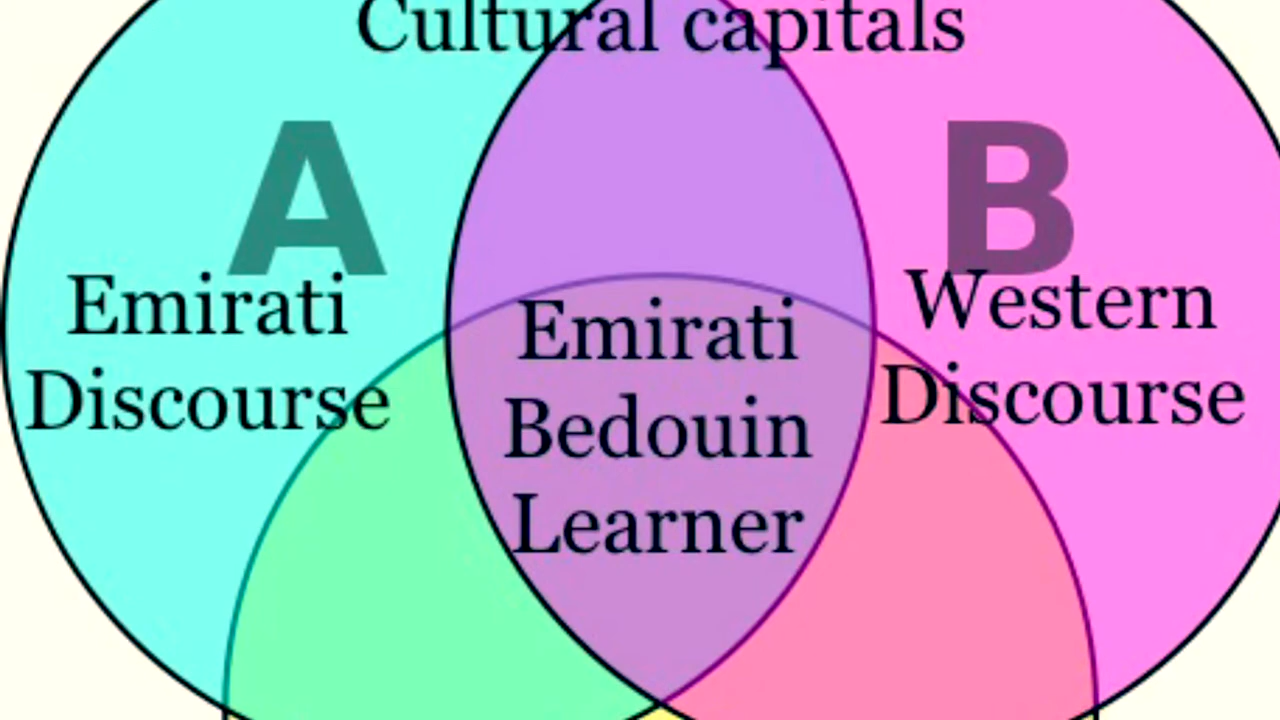 Cultural capitals
A
B
Emirati
Discourse
Emirati
Bedouin
Learner
Western
Discourse